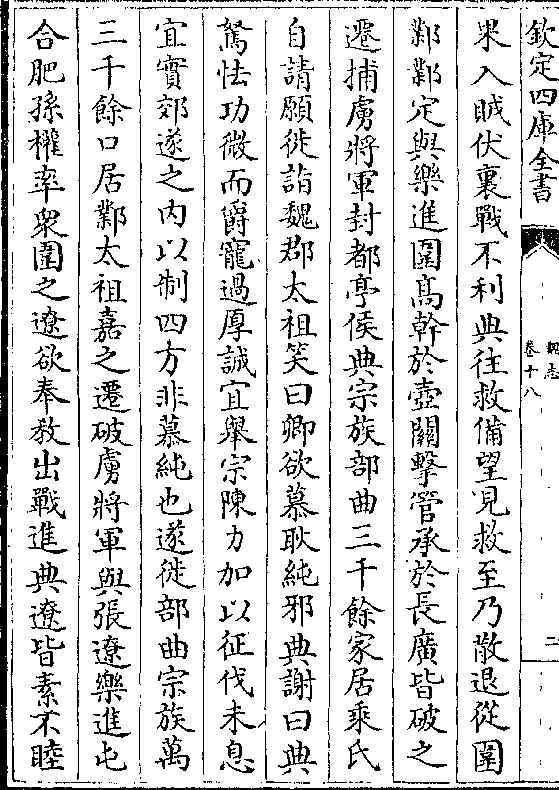 欽定四庫全書
魏志
卷十八
二
果入賊伏裏戰不利典往救備望見救至乃散退從圍
鄴鄴定與樂進圍高幹於壺關擊管承於長廣皆破之
遷捕虜將軍封都亭侯典宗族部曲三千餘家居乗氏
自請願徙詣魏郡太祖笑曰卿欲慕耿純邪典謝曰典
駑怯功微而爵寵過厚誠宜舉宗陳力加以征伐未息
宜實郊遂之内以制四方非慕純也遂徙部曲宗族萬
三千餘口居鄴太祖嘉之遷破虜將軍與張遼樂進屯
合肥孫權率衆圍之遼欲奉教出戰進典遼皆素不睦